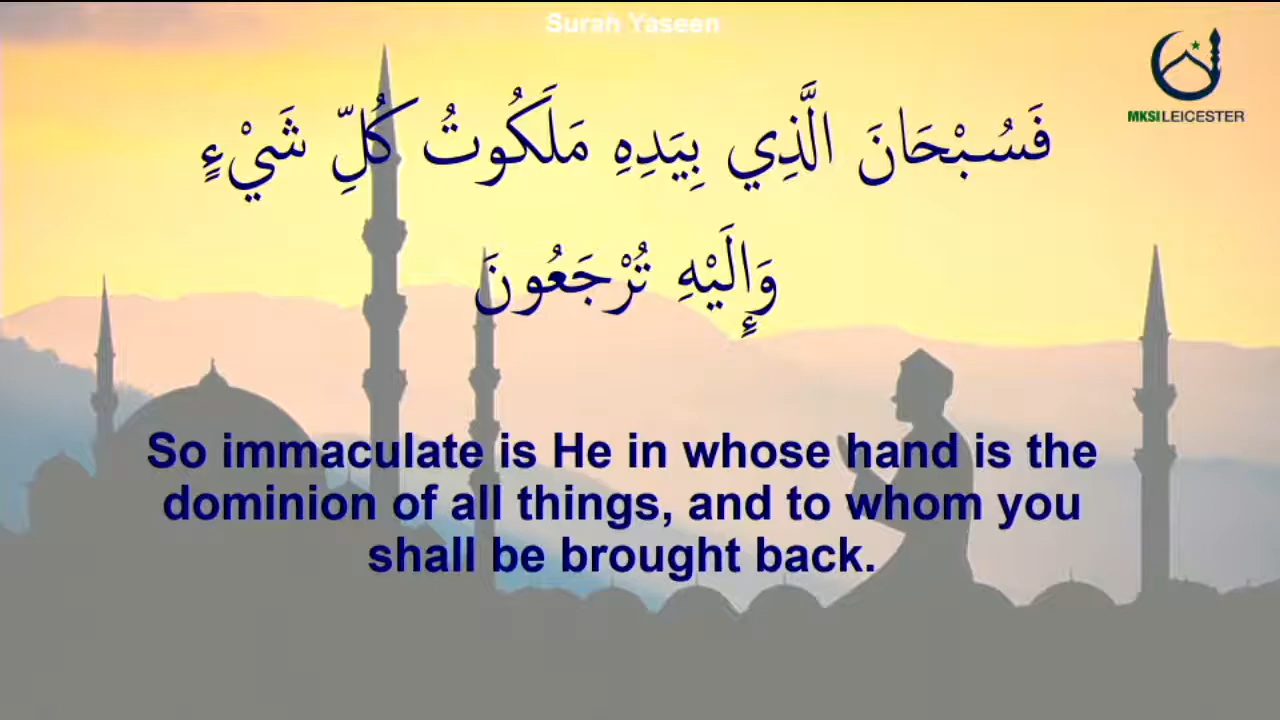 Surah Yaseen
MKSI LEICESTER
فَسُبْحَانَ الَّذِي بِيَدِهِ مَلَكُوتُ كُلِّ شَيْءٍ
وَإِلَيْهِ تُرْجَعُونَ
So immaculate is He in whose hand is the
dominion of all things, and to whom you
shall be brought back.